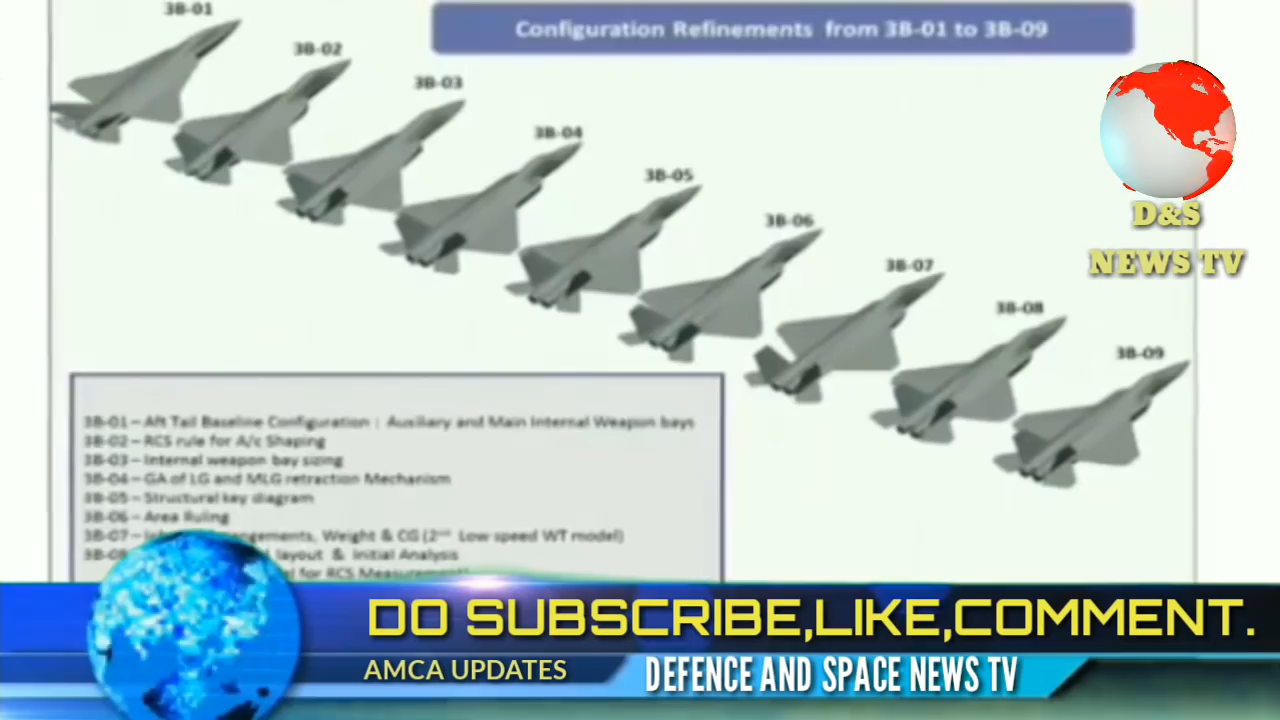 3B-01
Configuration Refinements from 3B-01 to 3B-09
3B-02
3B-03
3B-04
3B-05
3B-06
3B-07
3B-08
3B-09
D&S
NEWS TV
3B-01 – Aft Tail Baseline Configuration : Auxiliary and Main Internal Weapon bays
3B-02 – RCS rule for A/c Shaping
3B-03 – Internal weapon bay sizing
3B-04 – GA of LG and MLG retraction Mechanism
3B-05 – Structural key diagram
3B-06 – Area Ruling
3B-07 – Weight & CG (2nd Low speed WT model)
3B-08 layout & Initial Analysis
for RCS Measurement
DO SUBSCRIBE,LIKE,COMMENT.
AMCA UPDATES
DEFENCE AND SPACE NEWS TV